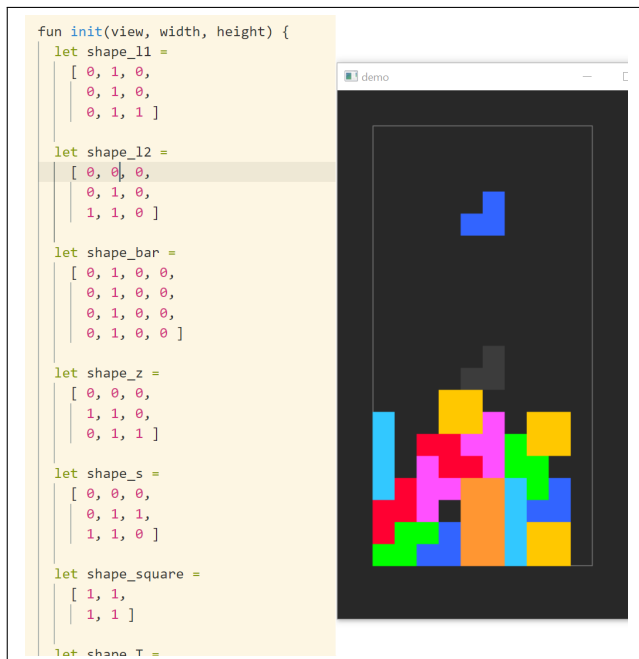 fun init(view, width, height) {
let shape_l1 =
[ 0, 1, 0,
0, 1, 0,
0, 1, 1 ]
let shape_l2 =
[ 0, 0, 0,
0, 1, 0,
1, 1, 0 ]
let shape_bar =
[ 0, 1, 0, 0,
0, 1, 0, 0,
0, 1, 0, 0,
0, 1, 0, 0 ]
let shape_z =
[ 0, 0, 0,
1, 1, 0,
0, 1, 1 ]
let shape_s =
[ 0, 0, 0,
0, 1, 1,
1, 1, 0 ]
let shape_square =
[ 1, 1,
1, 1 ]
let shape_T =
demo